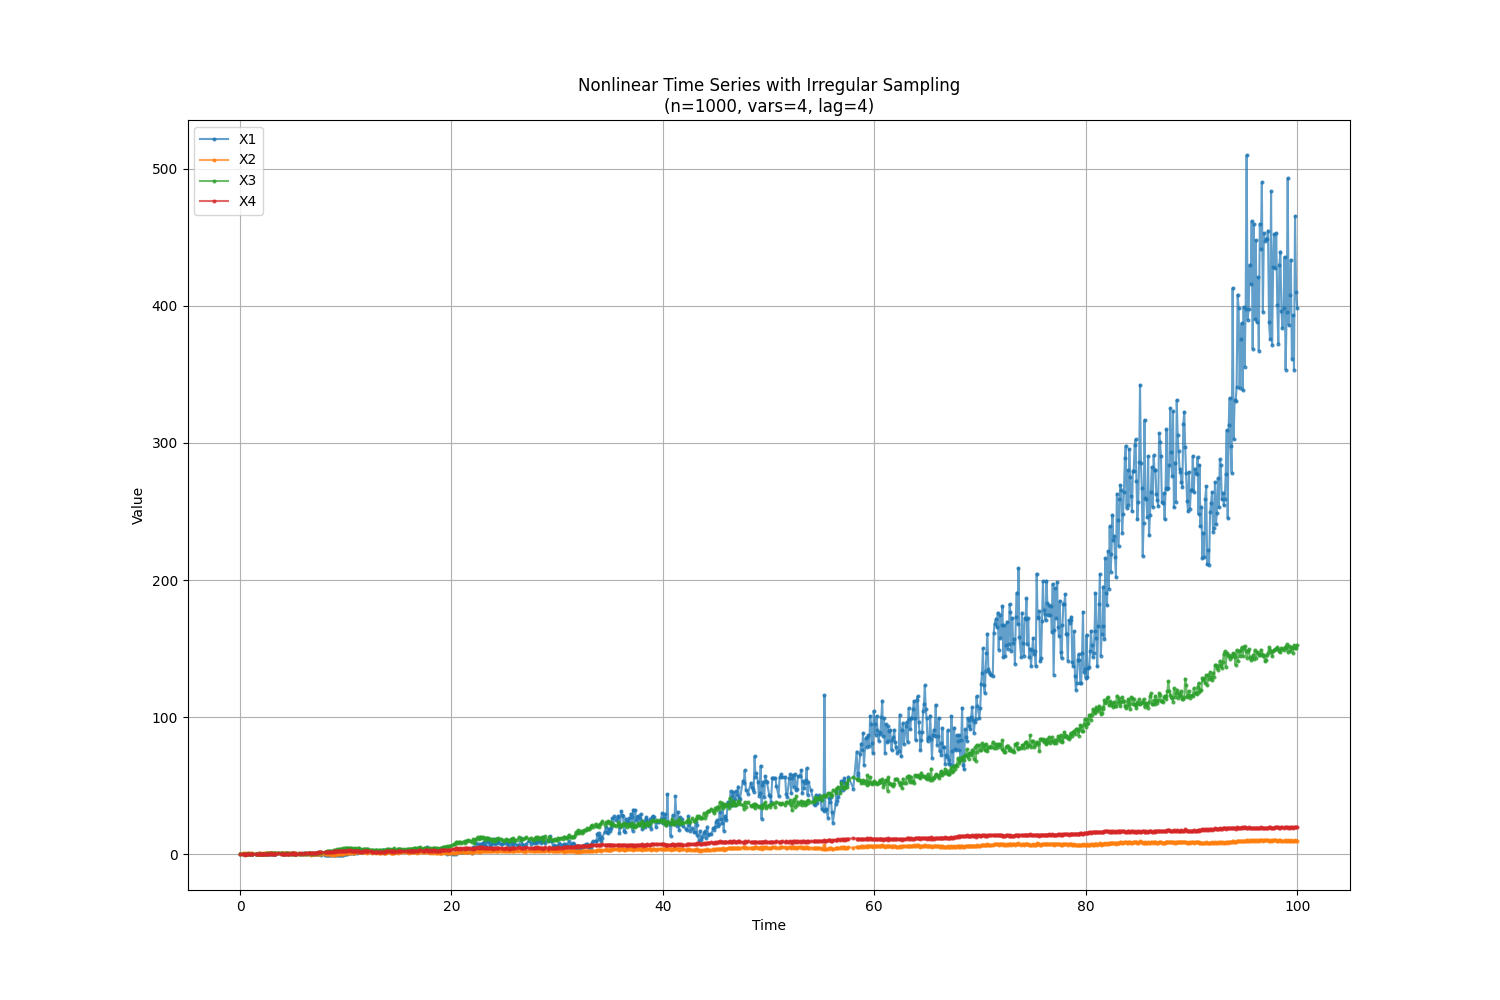 Nonlinear Time Series with Irregular Sampling
(n=1000, vars=4, lag=4)
X1
X2
X3
X4
500
400
300
200
100
0
Value
0 20 40 60 80 100
Time